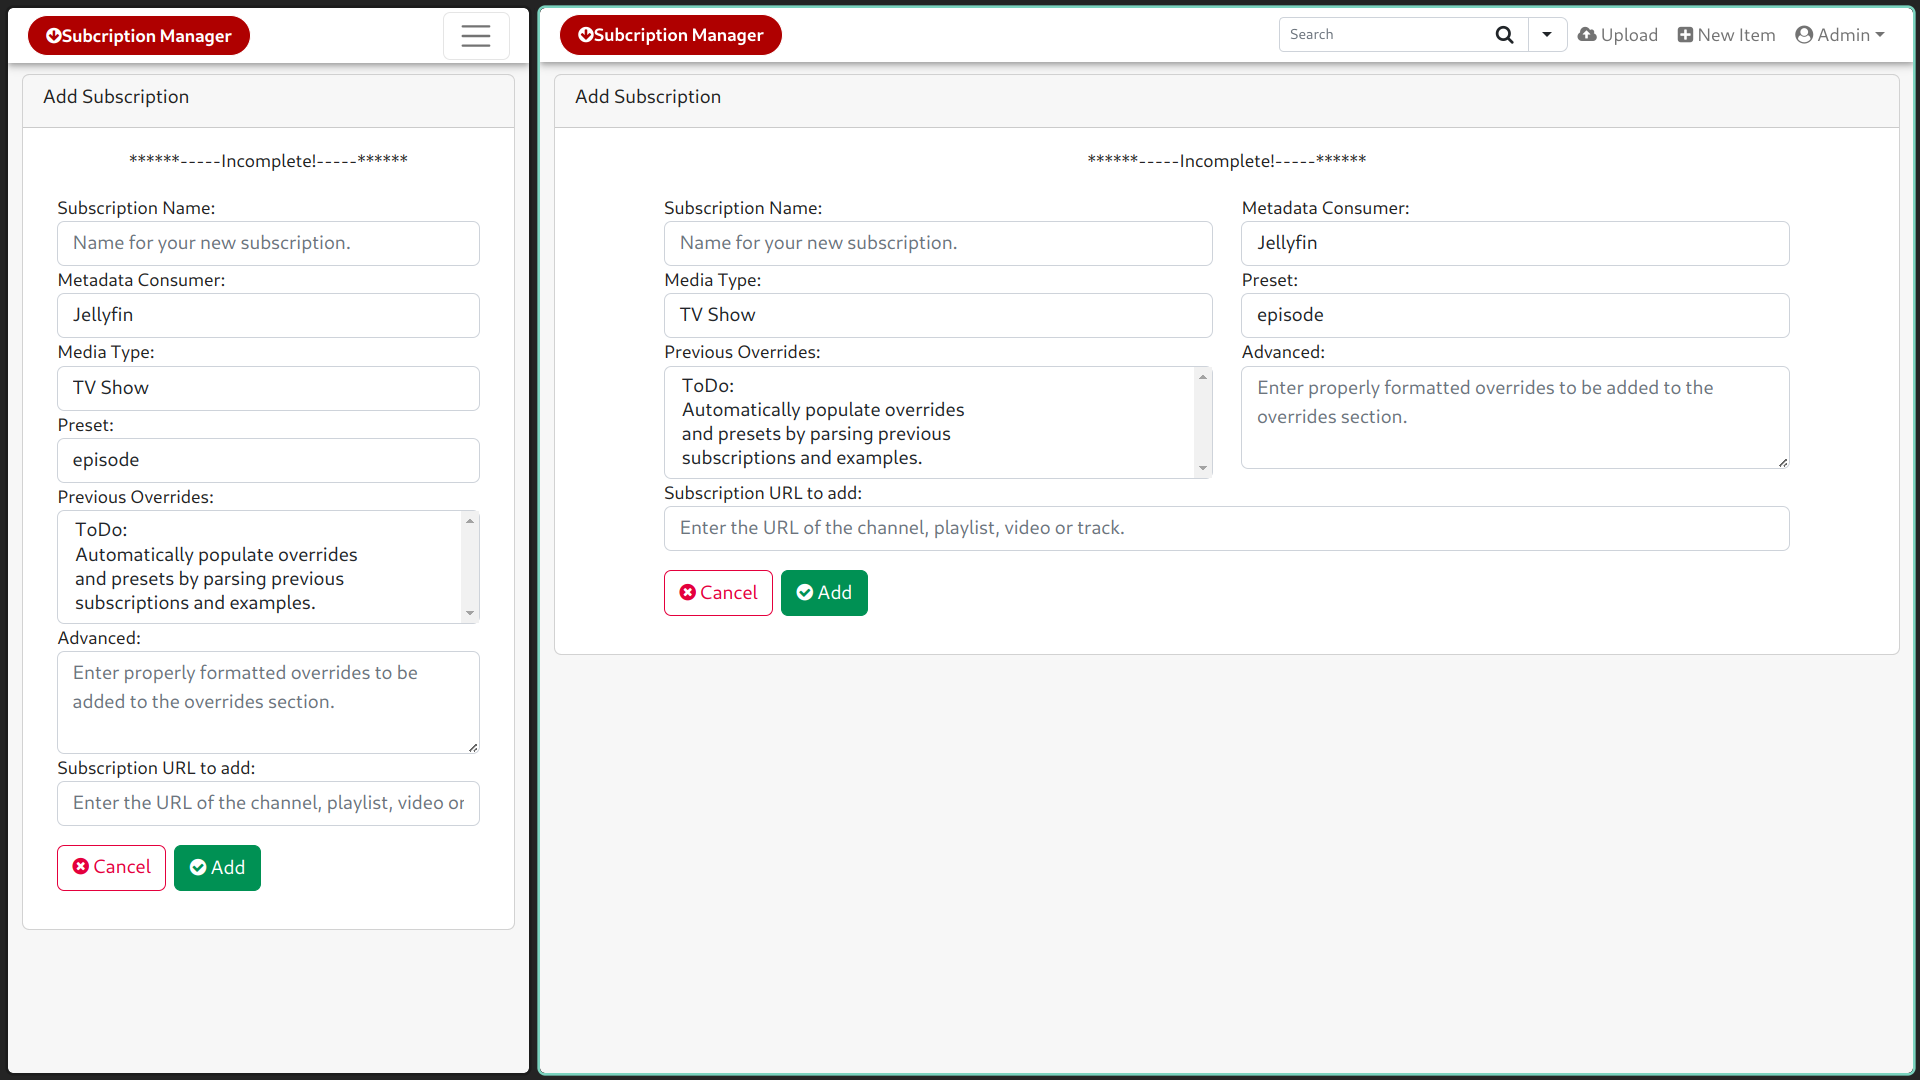 Subcription Manager
Add Subscription
******-----Incomplete!-----******
Subscription Name:
Name for your new subscription.
Metadata Consumer:
Jellyfin
Media Type:
TV Show
Preset:
episode
Previous Overrides:
ToDo:
Automatically populate overrides
and presets by parsing previous
subscriptions and examples.
Advanced:
Enter properly formatted overrides to be
added to the overrides section.
Subscription URL to add:
Enter the URL of the channel, playlist, video or
Cancel Add
Subcription Manager
Search Upload New Item Admin
Add Subscription
******-----Incomplete!-----******
Subscription Name:
Name for your new subscription.
Metadata Consumer:
Jellyfin
Media Type:
TV Show
Preset:
episode
Previous Overrides:
ToDo:
Automatically populate overrides
and presets by parsing previous
subscriptions and examples.
Advanced:
Enter properly formatted overrides to be added to the
overrides section.
Subscription URL to add:
Enter the URL of the channel, playlist, video or track.
Cancel Add